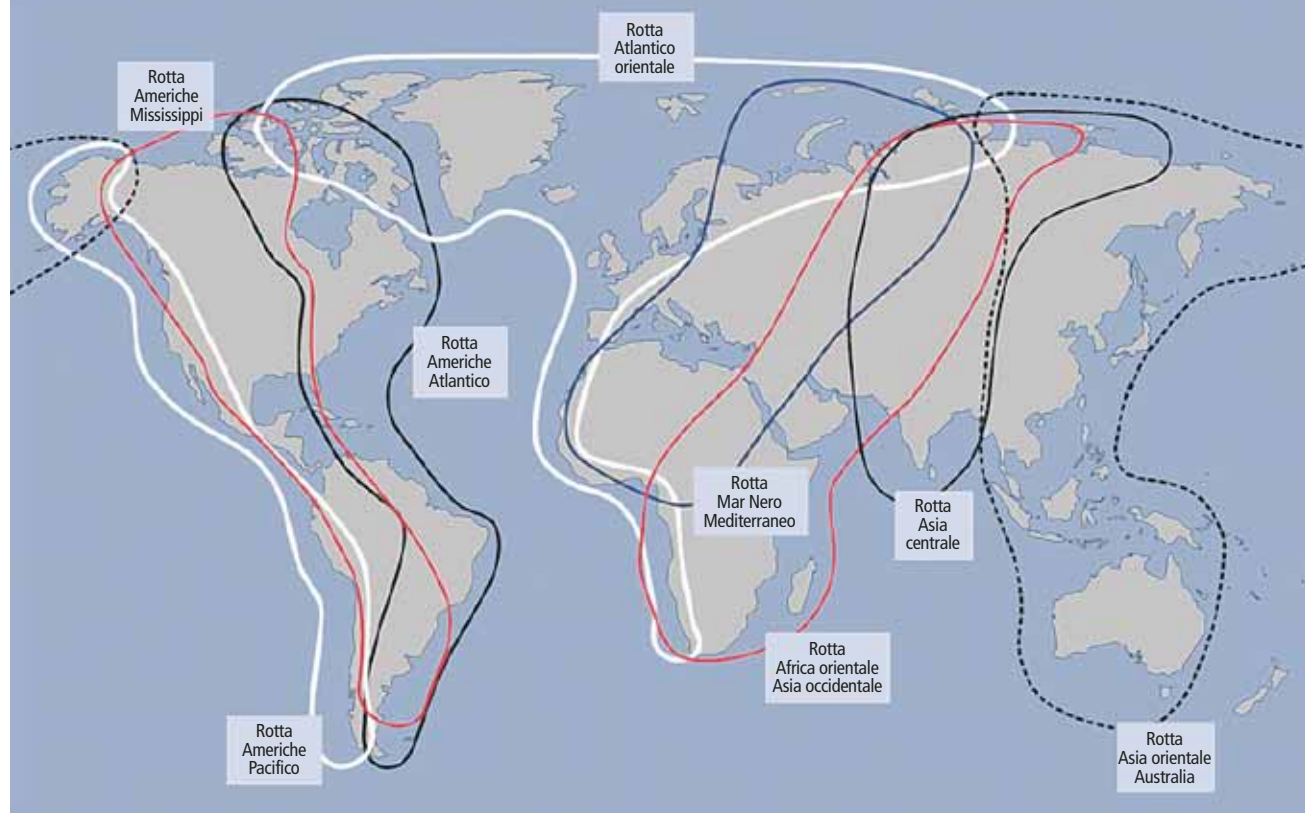 Rotta
Atlantico
orientale
Rotta
Americhe
Mississippi
Rotta
Americhe
Atlantico
Rotta
Mar Nero
Mediterraneo
Rotta
Asia
centrale
Rotta
Africa orientale
Asia occidentale
Rotta
Americhe
Pacifico
Rotta
Asia orientale
Australia